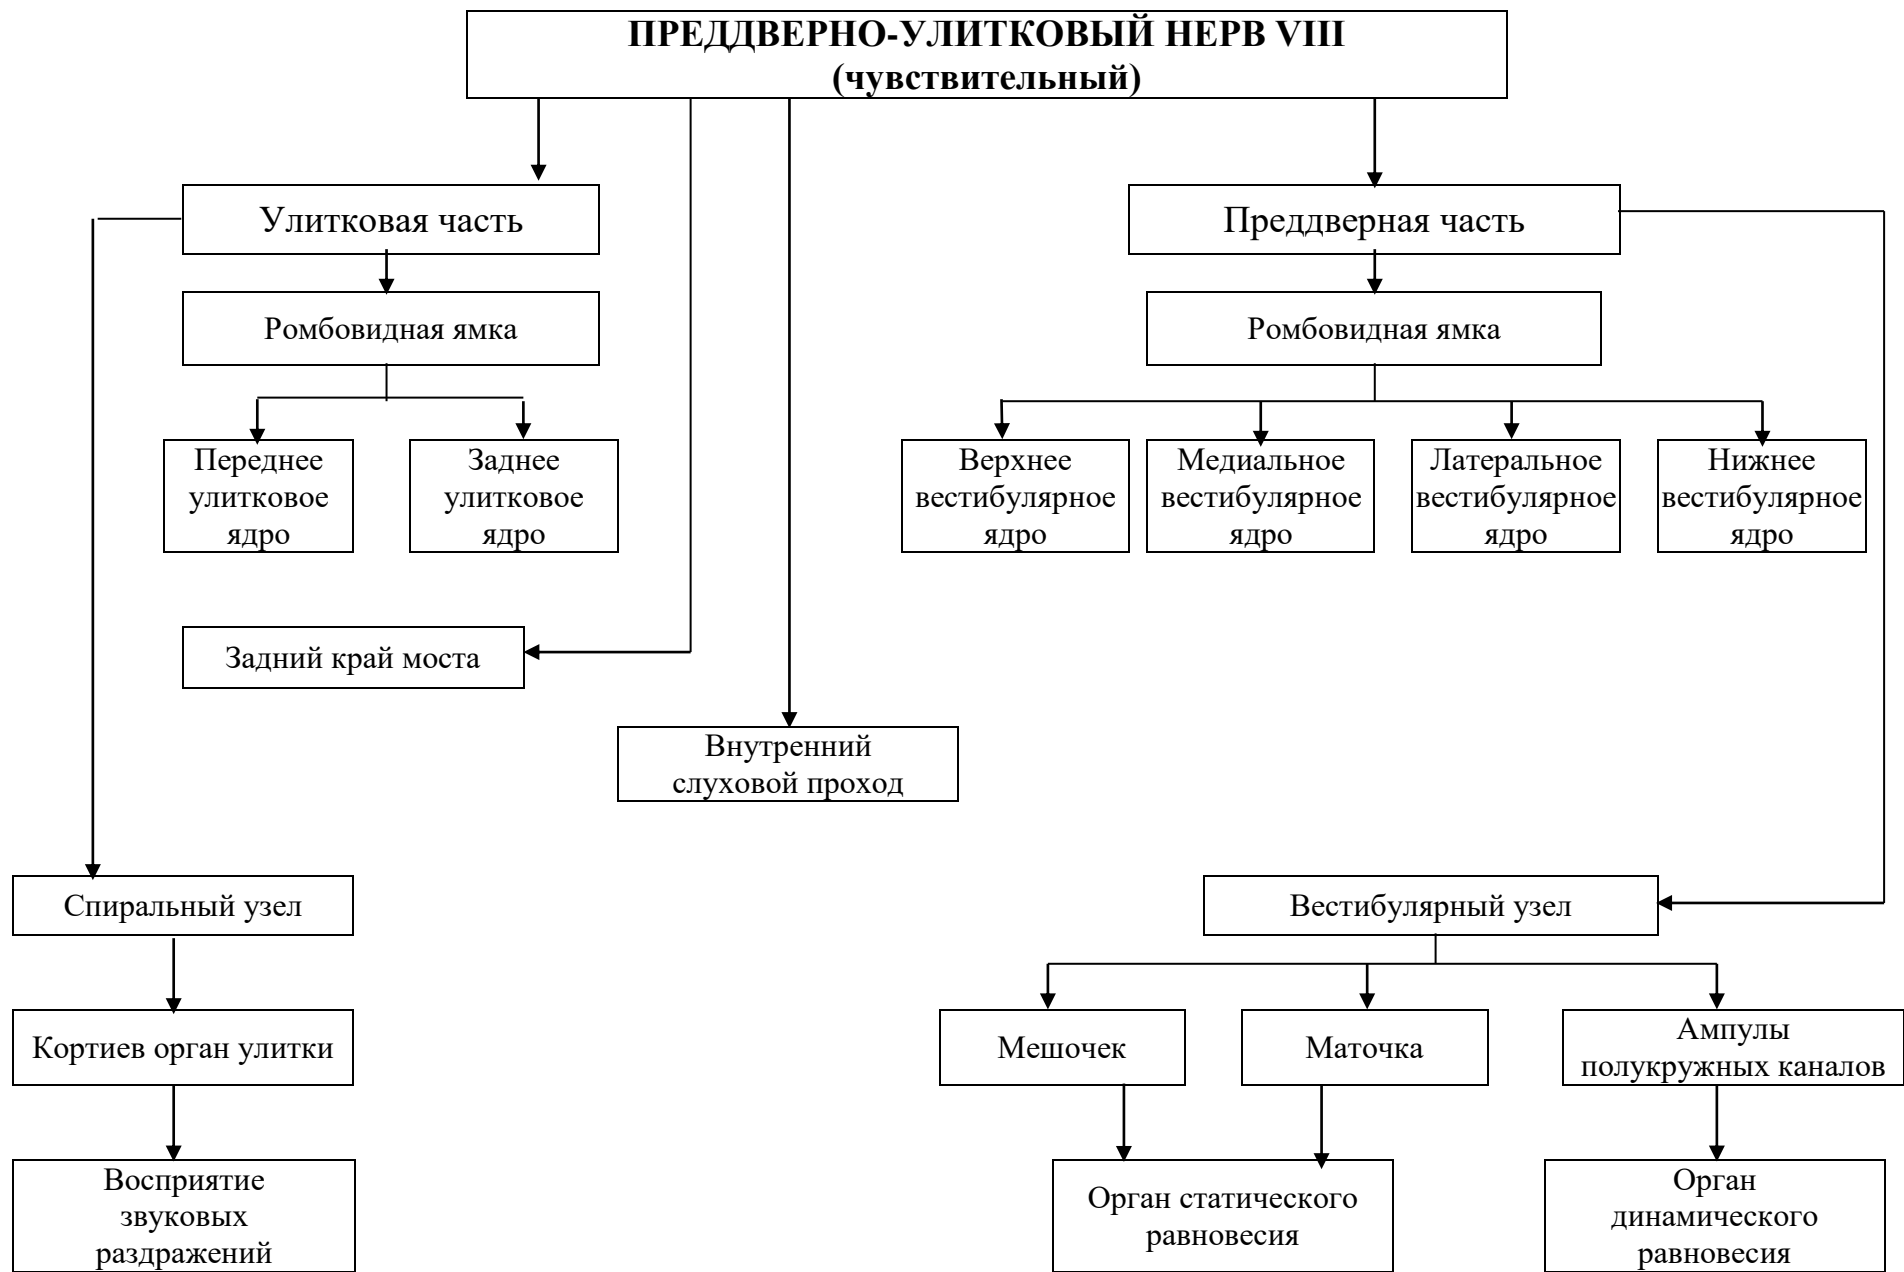 ПРЕДДВЕРНО-УЛИТКОВЫЙ НЕРВ VIII
(чувствительный)
Улитковая часть
Преддверная часть
Ромбовидная ямка
Ромбовидная ямка
Переднее
улитковое
ядро
Заднее
улитковое
ядро
Верхнее
вестибулярное
ядро
Медиальное
вестибулярное
ядро
Латеральное
вестибулярное
ядро
Нижнее
вестибулярное
ядро
Задний край моста
Внутренний
слуховой проход
Спиральный узел
Вестибулярный узел
Кортиев орган улитки
Мешочек
Маточка
Ампулы
полукружных каналов
Восприятие
звуковых
раздражений
Орган статического
равновесия
Орган
динамического
равновесия